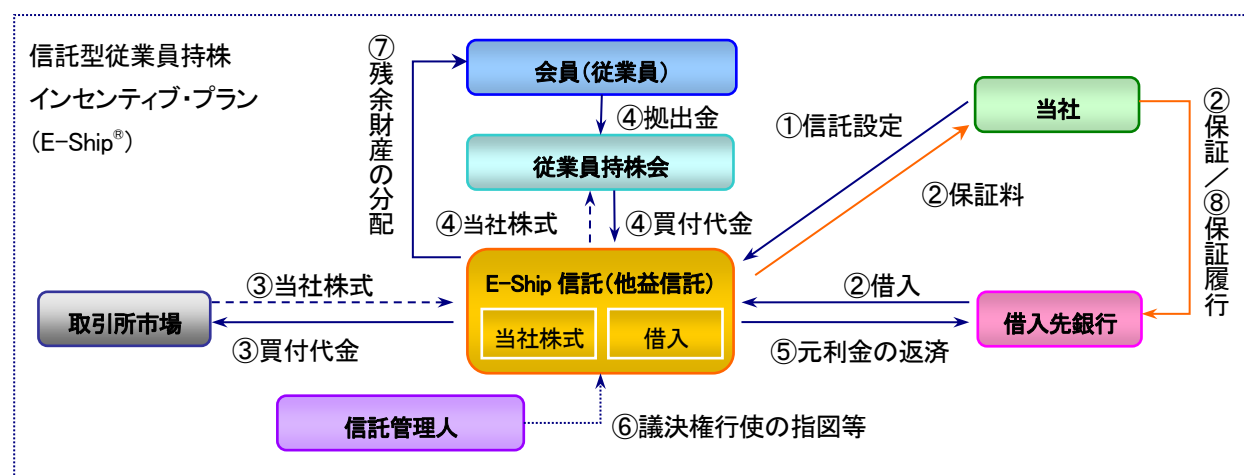 信託型従業員持株
インセンティブ・プラン
(E-Ship®)
⑦残余財産の分配
会員(従業員)
④拠出金
従業員持株会
④当社株式
④買付代金
①信託設定
②保証料
当社
②保証/⑧保証履行
E-Ship 信託(他益信託)
当社株式
借入
③当社株式
取引所市場
③買付代金
②借入
借入先銀行
⑤元利金の返済
信託管理人
⑥議決権行使の指図等